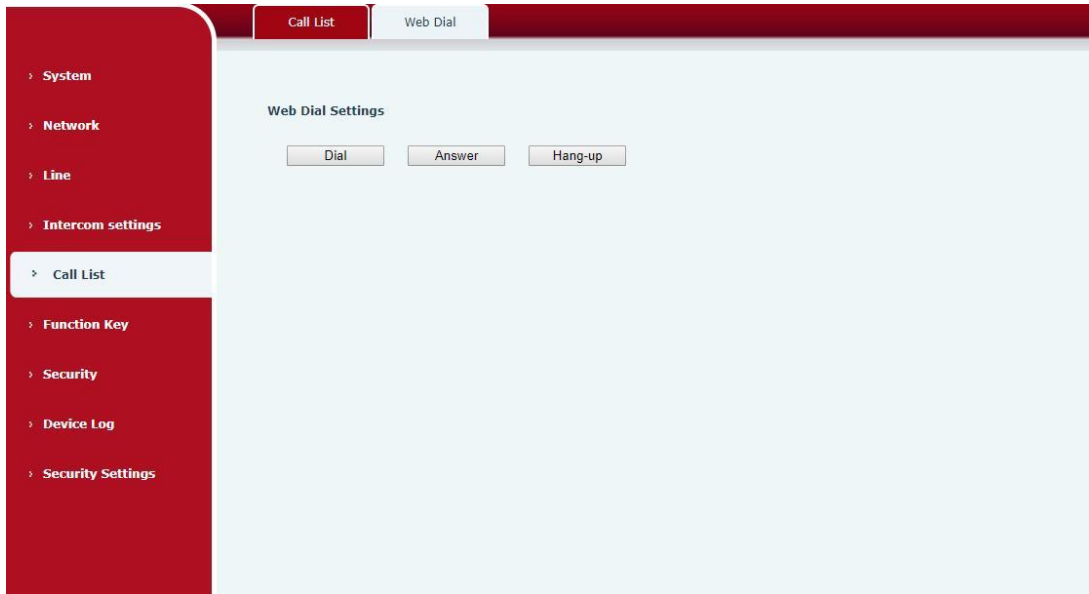 Call List
Web Dial
System
Network
Line
Intercom settings
Call List
Function Key
Security
Device Log
Security Settings
Web Dial Settings
Dial
Answer
Hang-up